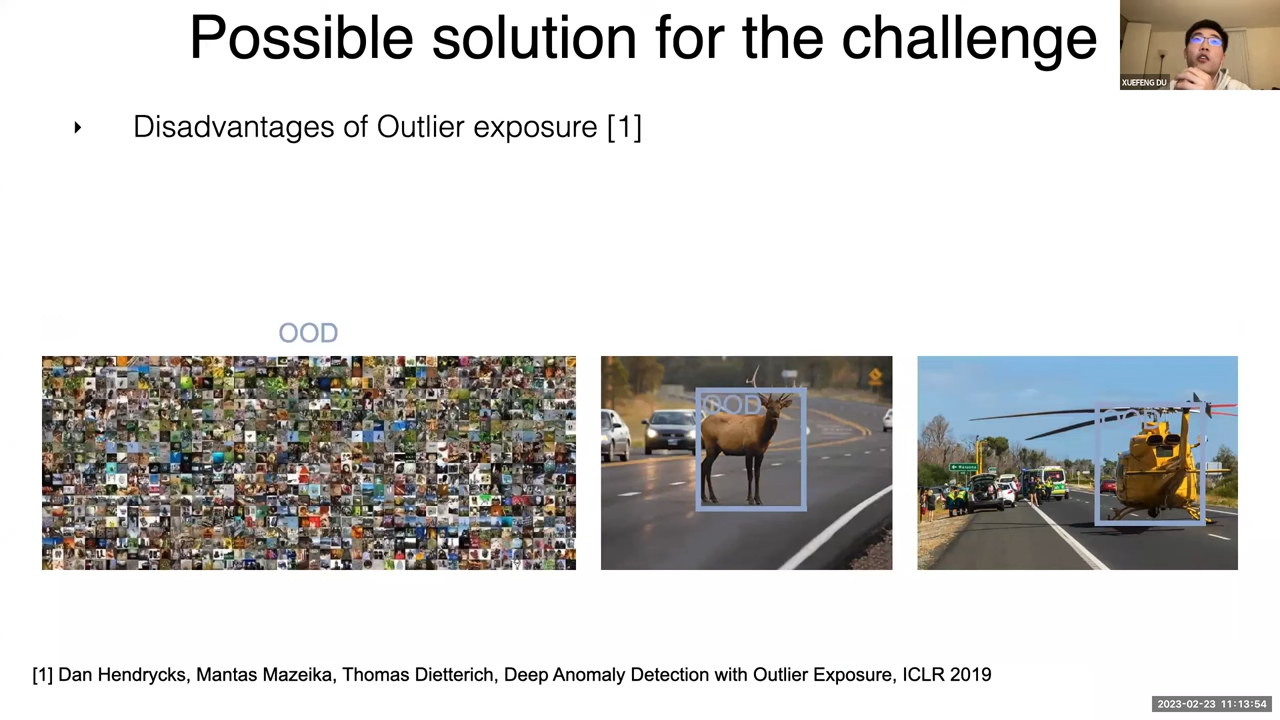 Possible solution for the challenge
XUEFENG DU
Disadvantages of Outlier exposure [1]
OOD
OOD
[1] Dan Hendrycks, Mantas Mazeika, Thomas Dietterich, Deep Anomaly Detection with Outlier Exposure, ICLR 2019
2023-02-23 11:13:54